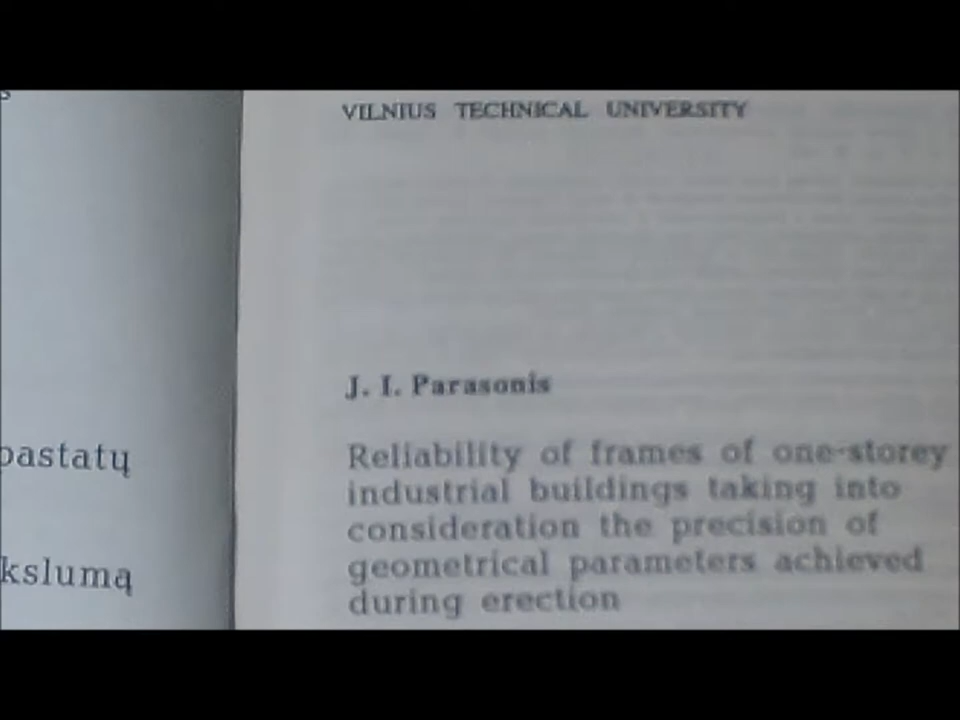 pastatų
kslumą
VILNIUS TECHNICAL UNIVERSITY
J. I. Parasonis
Reliability of frames of one-storey
industrial buildings taking into
consideration the precision of
geometrical parameters achieved
during erection